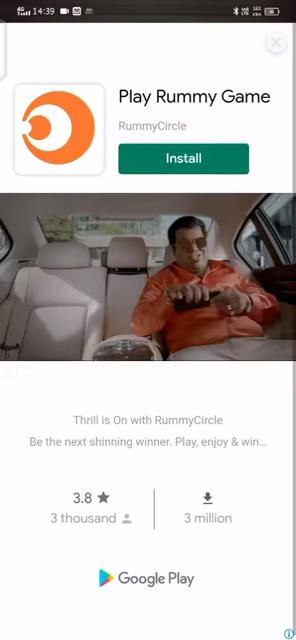 4G 14:39
Play Rummy Game
RummyCircle
Install
Thrill is On with RummyCircle
Be the next shinning winner. Play, enjoy & win...
3.8 ★
3 thousand
3 million
Google Play